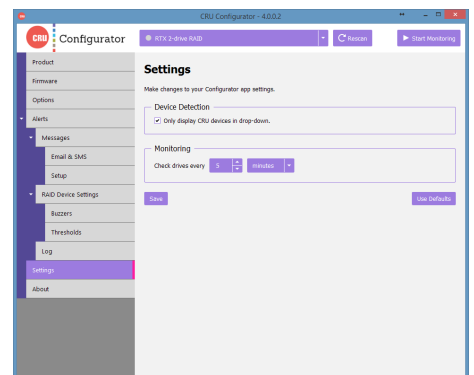 CRU Configurator - 4.0.0.2
CRU Configurator
RTX 2-drive RAID
Rescan
Start Monitoring
Product
Firmware
Options
Alerts
Messages
Email & SMS
Setup
RAID Device Settings
Buzzers
Thresholds
Log
Settings
About
Settings
Make changes to your Configurator app settings.
Device Detection
Only display CRU devices in drop-down.
Monitoring
Check drives every 5 minutes
Save
Use Defaults